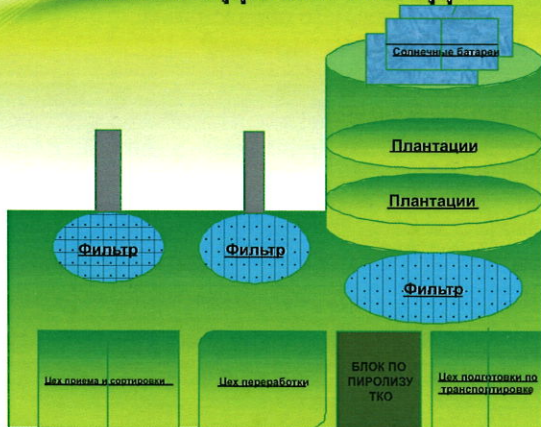 Солнечные батареи
Плантации
Плантации
Фильтр
Фильтр
Фильтр
Цех приема и сортировки
Цех переработки
БЛОК ПО
ПИРОЛИЗУ
ТКО
Цех подготовки по
транспортировке